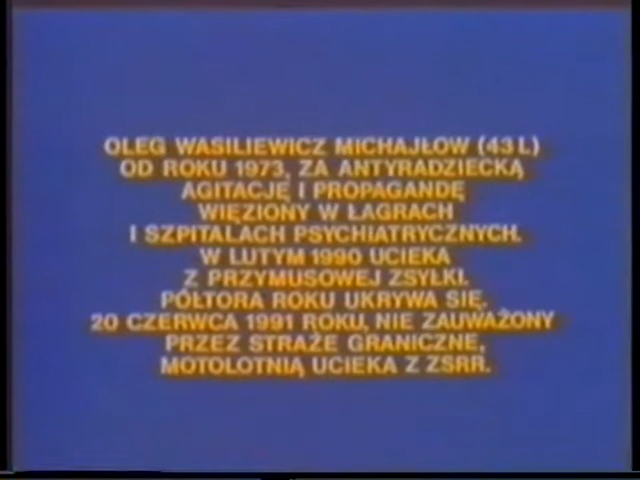 OLEG WASILIEWICZ MICHAJŁOW (43 L)
OD ROKU 1973, ZA ANTYRADZIECKĄ
AGITACJĘ I PROPAGANDĘ
WIĘZIONY W ŁAGRACH
I SZPITALACH PSYCHIATRYCZNYCH.
W LUTYM 1990 UCIEKA
Z PRZYMUSOWEJ ZSYŁKI.
PÓŁTORA ROKU UKRYWA SIĘ.
20 CZERWCA 1991 ROKU, NIE ZAUWAŻONY
PRZEZ STRAŻE GRANICZNE,
MOTOLOTNIĄ UCIEKA Z ZSRR.